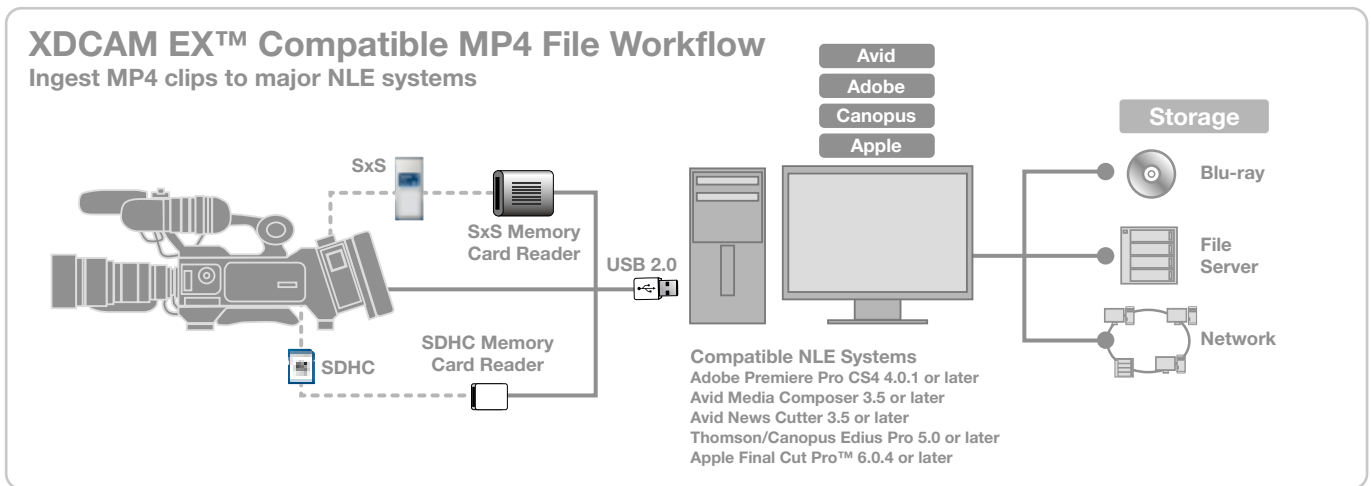 XDCAM EX™ Compatible MP4 File Workflow
Ingest MP4 clips to major NLE systems
Avid
Adobe
Canopus
Apple
Storage
SxS
SxS Memory
Card Reader
USB 2.0
SDHC
SDHC Memory
Card Reader
Blu-ray
File
Server
Network
Compatible NLE Systems
Adobe Premiere Pro CS4 4.0.1 or later
Avid Media Composer 3.5 or later
Avid News Cutter 3.5 or later
Thomson/Canopus Edius Pro 5.0 or later
Apple Final Cut Pro™ 6.0.4 or later